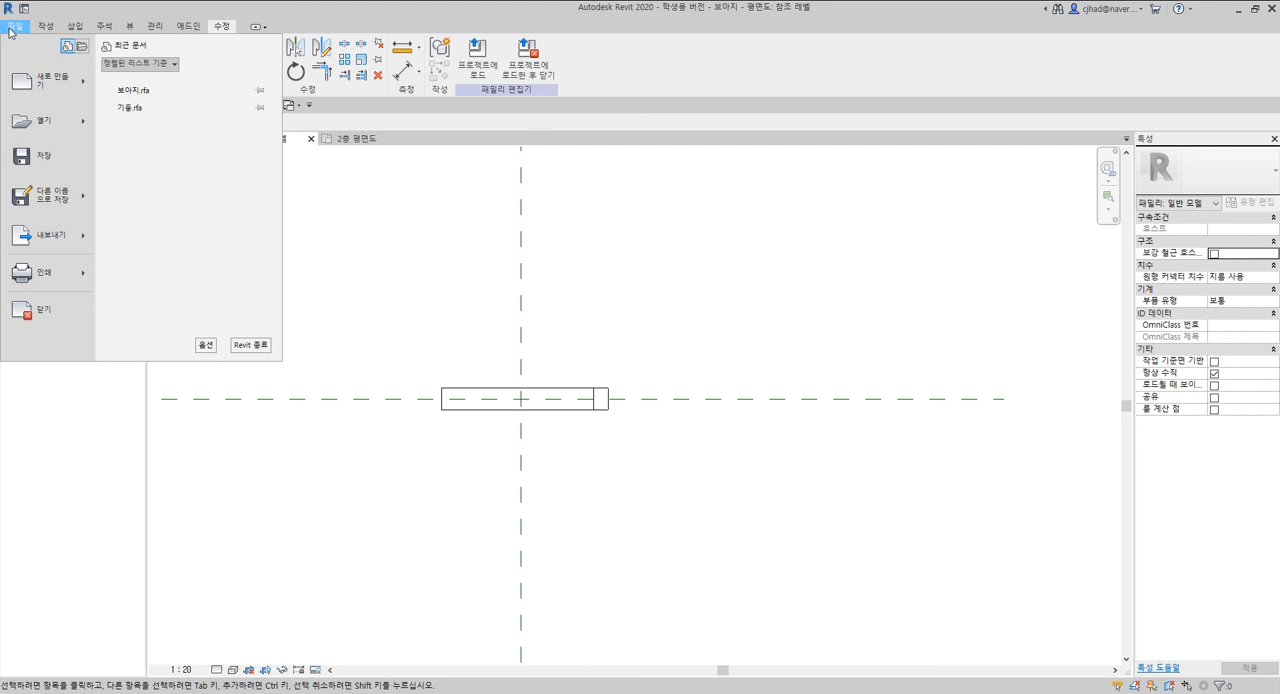 Autodesk Revit 2020 - 학생용 버전 - 보아지 - 평면도: 참조 레벨
cjhad@naver....
파일 작성 삽입 주석 뷰 관리 애드인 수정
최근 문서
정렬된 리스트 기준
보아지.rfa
기둥.rfa
새로 만들
기
열기
저장
다른 이름
으로 저장
내보내기
인쇄
닫기
옵션
Revit 종료
프로젝트에
로드
프로젝트에
로드한 후 닫기
수정 측정 작성 패밀리 편집기
2층 평면도
특성
패밀리: 일반 모델
유형 편집
구속조건
호스트
구조
보강 철근 호스...
치수
원형 커넥터 치수 지름 사용
기계
부품 유형 보통
ID 데이터
OmniClass 번호
OmniClass 제목
기타
작업 기준면 기반
항상 수직
로드될 때 보이...
공유
룸 계산 점
특성 도움말
적용
1 : 20
선택하려면 항목을 클릭하고, 다른 항목을 선택하려면 Tab 키, 추가하려면 Ctrl 키, 선택 취소하려면 Shift 키를 누르십시오.
:0